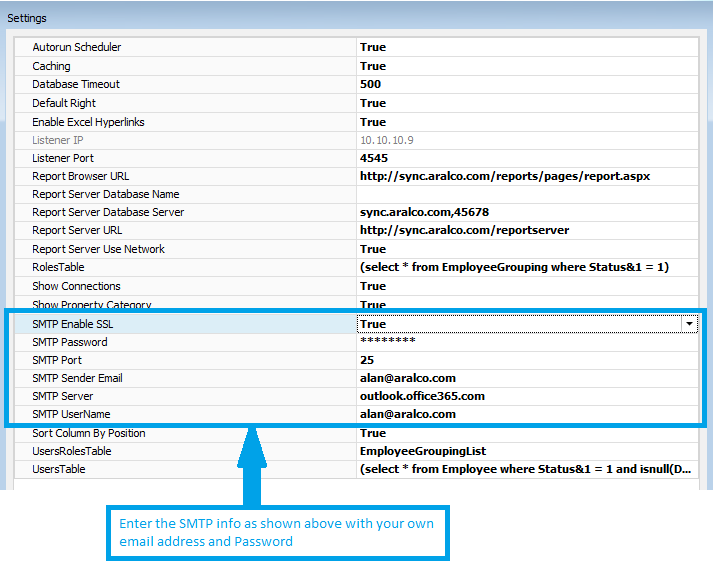 Settings
Autorun Scheduler True
Caching True
Database Timeout 500
Default Right True
Enable Excel Hyperlinks True
Listener IP 10.10.10.9
Listener Port 4545
Report Browser URL http://sync.aralco.com/reports/pages/report.aspx
Report Server Database Name
Report Server Database Server sync.aralco.com,45678
Report Server URL http://sync.aralco.com/reportserver
Report Server Use Network True
RolesTable (select * from EmployeeGrouping where Status&1 = 1)
Show Connections True
Show Property Category True
SMTP Enable SSL True
SMTP Password ********
SMTP Port 25
SMTP Sender Email alan@aralco.com
SMTP Server outlook.office365.com
SMTP UserName alan@aralco.com
Sort Column By Position True
UsersRolesTable EmployeeGroupingList
UsersTable (select * from Employee where Status&1 = 1 and isnull(D...
Enter the SMTP info as shown above with your own
email address and Password